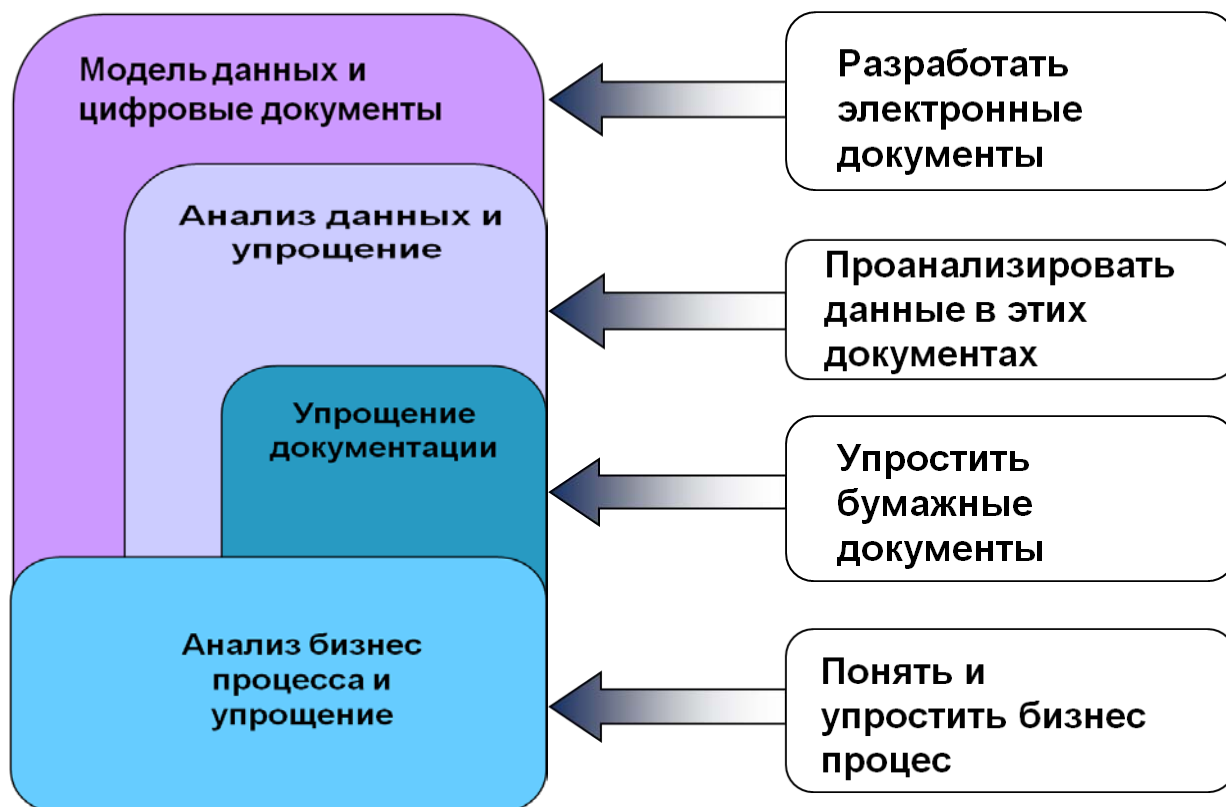 Модель данных и
цифровые документы
Разработать
электронные
документы
Анализ данных и
упрощение
Проанализировать
данные в этих
документах
Упрощение
документации
Упростить
бумажные
документы
Анализ бизнес
процесса и
упрощение
Понять и
упростить бизнес
процес